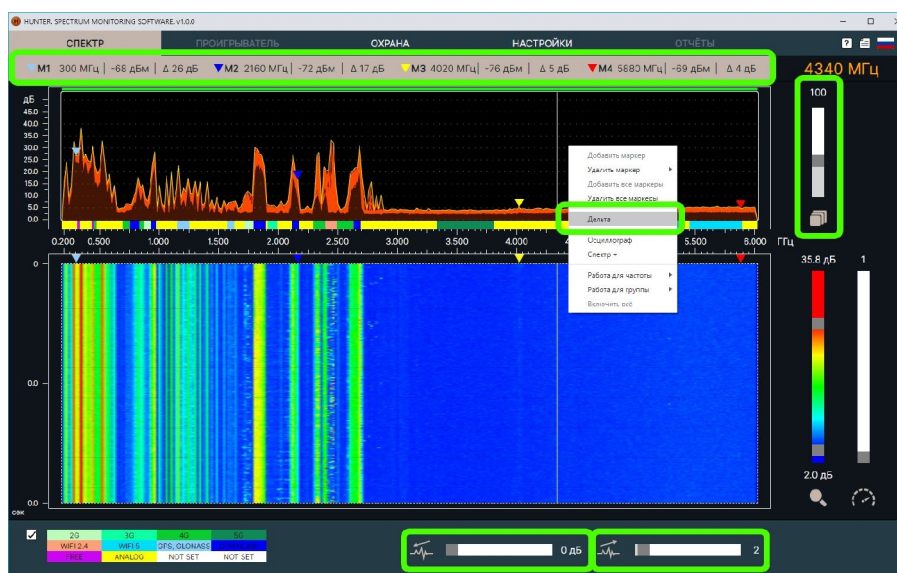 HUNTER. SPECTRUM MONITORING SOFTWARE. v1.0.0
СПЕКТР ПРОИГРЫВАТЕЛЬ ОХРАНА НАСТРОЙКИ ОТЧЁТЫ
M1 300 МГц | -68 дБм | Δ 26 дБ M2 2160 МГц | -72 дБм | Δ 17 дБ M3 4020 МГц | -76 дБм | Δ 5 дБ M4 5880 МГц | -69 дБм | Δ 4 дБ 4340 МГц
100
дБ
45.0
40.0
35.0
30.0
25.0
20.0
15.0
10.0
5.0
0.0
Добавить маркер
Удалить маркер
Добавить все маркеры
Удалить все маркеры
Дельта
Осциллограф
Спектр +
Работа для частоты
Работа для группы
Включить всё
0.200 0.500 1.000 1.500 2.000 2.500 3.000 3.500 4.000 5.500 6.000 ГГц
35.8 дБ 1
0
0.0
0.0
сек
2.0 дБ
2G 3G 4G 5G
WIFI 2.4 WIFI 5 GPS, GLONASS
FREE ANALOG NOT SET NOT SET
0 дБ 2